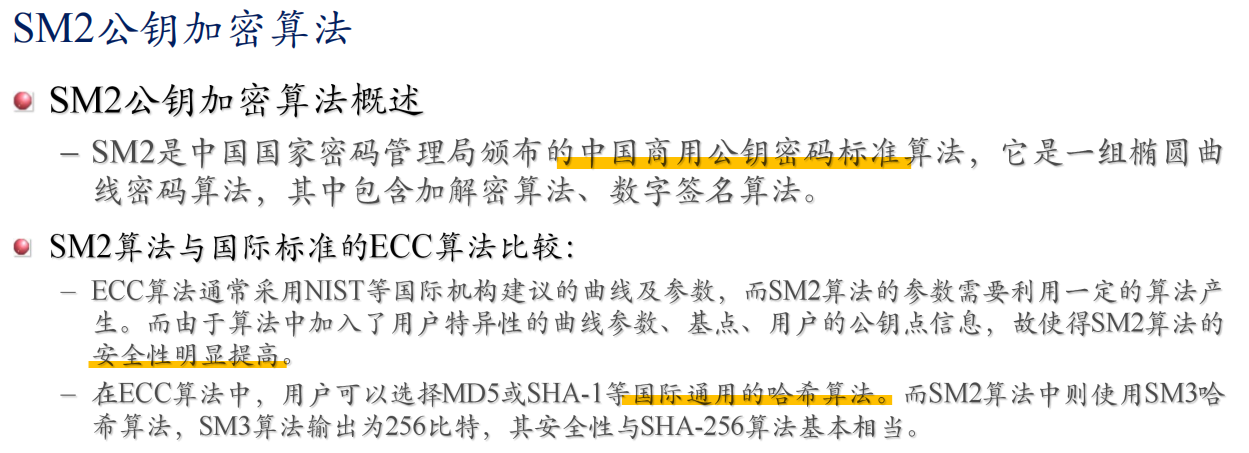 SM2公钥加密算法
SM2公钥加密算法概述
– SM2是中国国家密码管理局颁布的中国商用公钥密码标准算法，它是一组椭圆曲
线密码算法，其中包含加解密算法、数字签名算法。
SM2算法与国际标准的ECC算法比较：
– ECC算法通常采用NIST等国际机构建议的曲线及参数，而SM2算法的参数需要利用一定的算法产
生。而由于算法中加入了用户特异性的曲线参数、基点、用户的公钥点信息，故使得SM2算法的
安全性明显提高。
– 在ECC算法中，用户可以选择MD5或SHA-1等国际通用的哈希算法。而SM2算法中则使用SM3哈
希算法，SM3算法输出为256比特，其安全性与SHA-256算法基本相当。